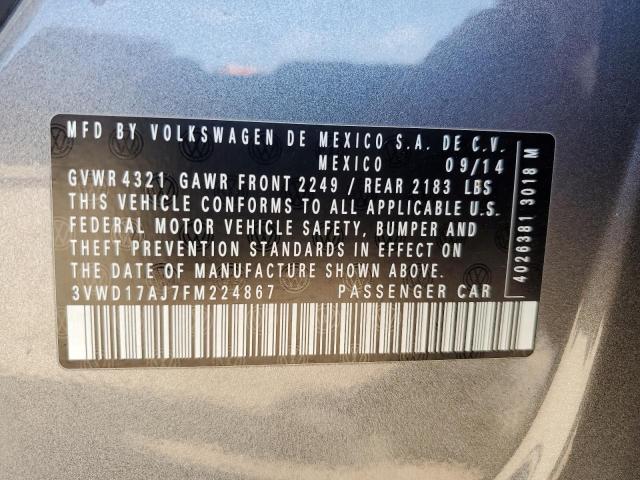 MFD BY VOLKSWAGEN DE MEXICO S.A. DE C.V.
MEXICO 09/14
GVWR 4321 GAWR FRONT 2249 / REAR 2183 LBS
THIS VEHICLE CONFORMS TO ALL APPLICABLE U.S.
FEDERAL MOTOR VEHICLE SAFETY, BUMPER AND
THEFT PREVENTION STANDARDS IN EFFECT ON
THE DATE OF MANUFACTURE SHOWN ABOVE.
3VWD17AJ7FM224867 PASSENGER CAR
4026381 3018 M